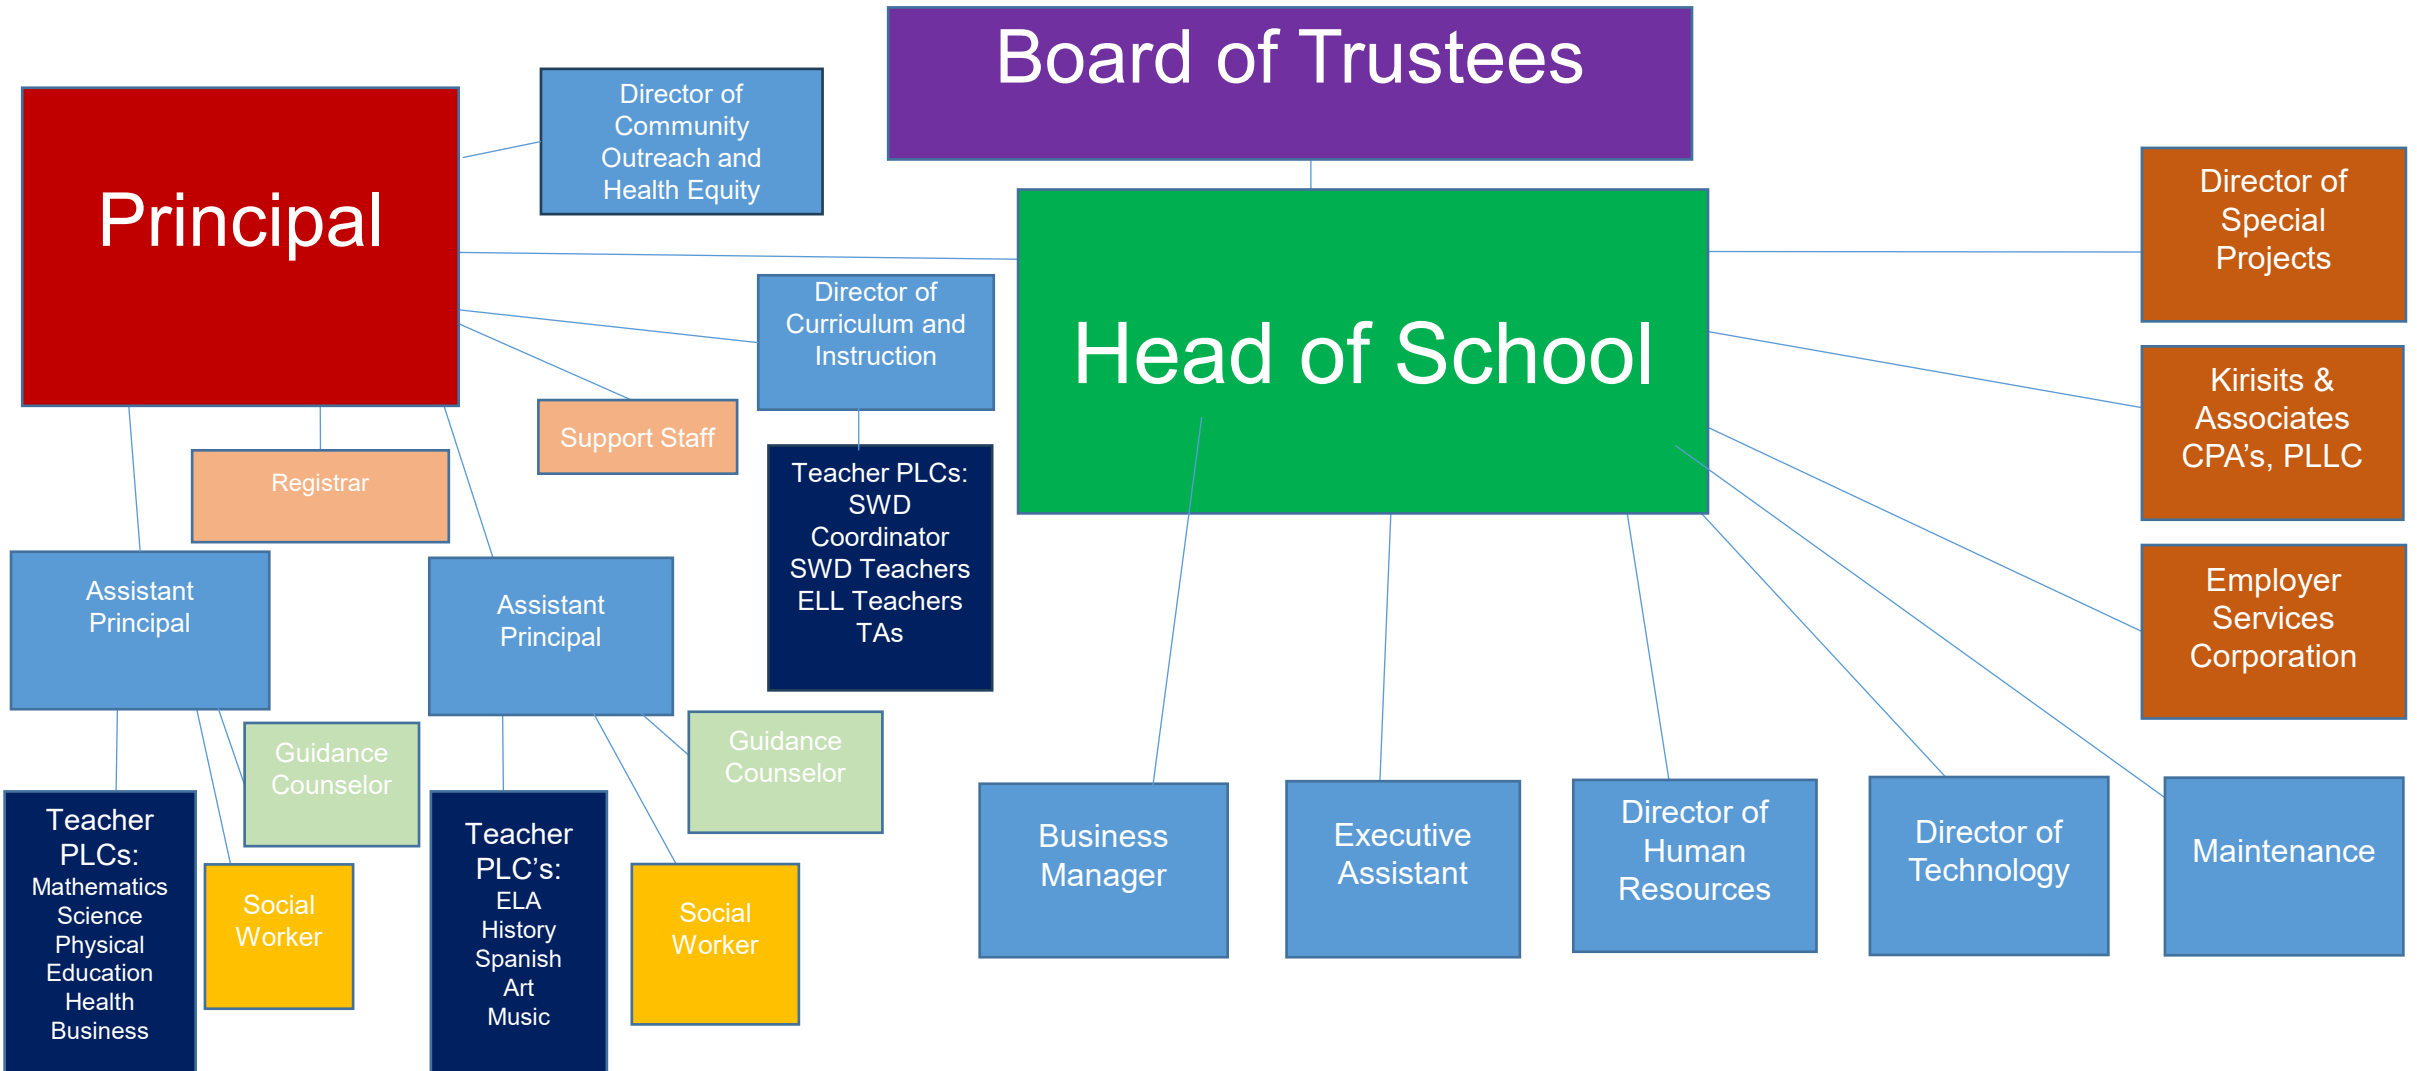 Board of Trustees
Principal
Director of
Community
Outreach and
Health Equity
Head of School
Director of
Special
Projects
Director of
Curriculum and
Instruction
Kirisits &
Associates
CPA's, PLLC
Support Staff
Registrar
Teacher PLCs:
SWD
Coordinator
SWD Teachers
ELL Teachers
TAs
Employer
Services
Corporation
Assistant
Principal
Assistant
Principal
Guidance
Counselor
Guidance
Counselor
Teacher
PLCs:
Mathematics
Science
Physical
Education
Health
Business
Social
Worker
Teacher
PLC’s:
ELA
History
Spanish
Art
Music
Social
Worker
Business
Manager
Executive
Assistant
Director of
Human
Resources
Director of
Technology
Maintenance